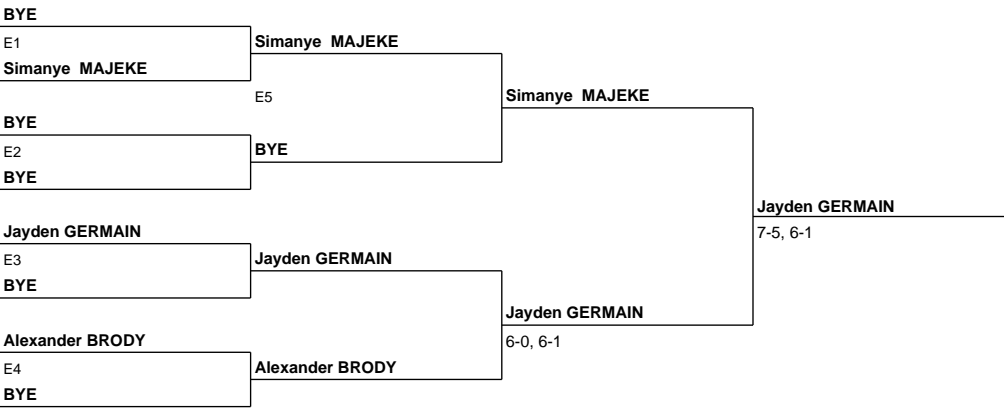 BYE
E1
Simanye MAJEKE
BYE
E2
BYE
Jayden GERMAIN
E3
BYE
Alexander BRODY
E4
BYE
Simanye MAJEKE
E5
BYE
Jayden GERMAIN
Alexander BRODY
Simanye MAJEKE
Jayden GERMAIN
6-0, 6-1
Jayden GERMAIN
7-5, 6-1